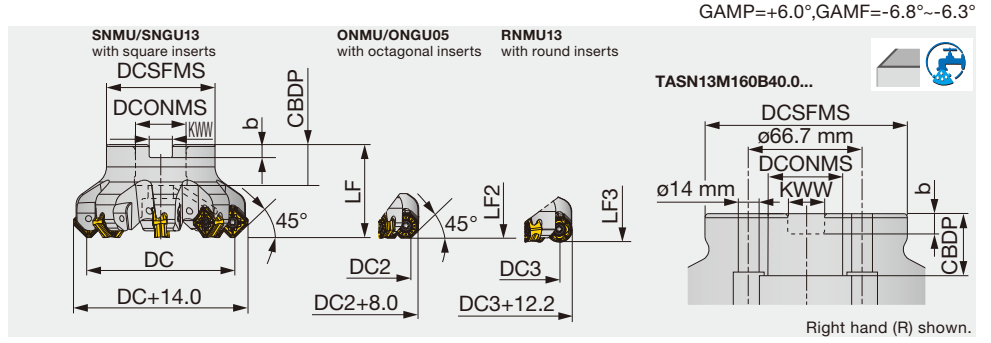 GAMP=+6.0°,GAMF=-6.8°~-6.3°
SNMU/SNGU13
with square inserts
DCSFMS
DCONMS
KWW
b
CBDP
LF
45°
DC
DC+14.0
ONMU/ONGU05
with octagonal inserts
45°
LF2
DC2
DC2+8.0
RNMU13
with round inserts
LF3
DC3
DC3+12.2
TASN13M160B40.0...
DCSFMS
ø66.7 mm
DCONMS
ø14 mm
KWW
b
CBDP
Right hand (R) shown.